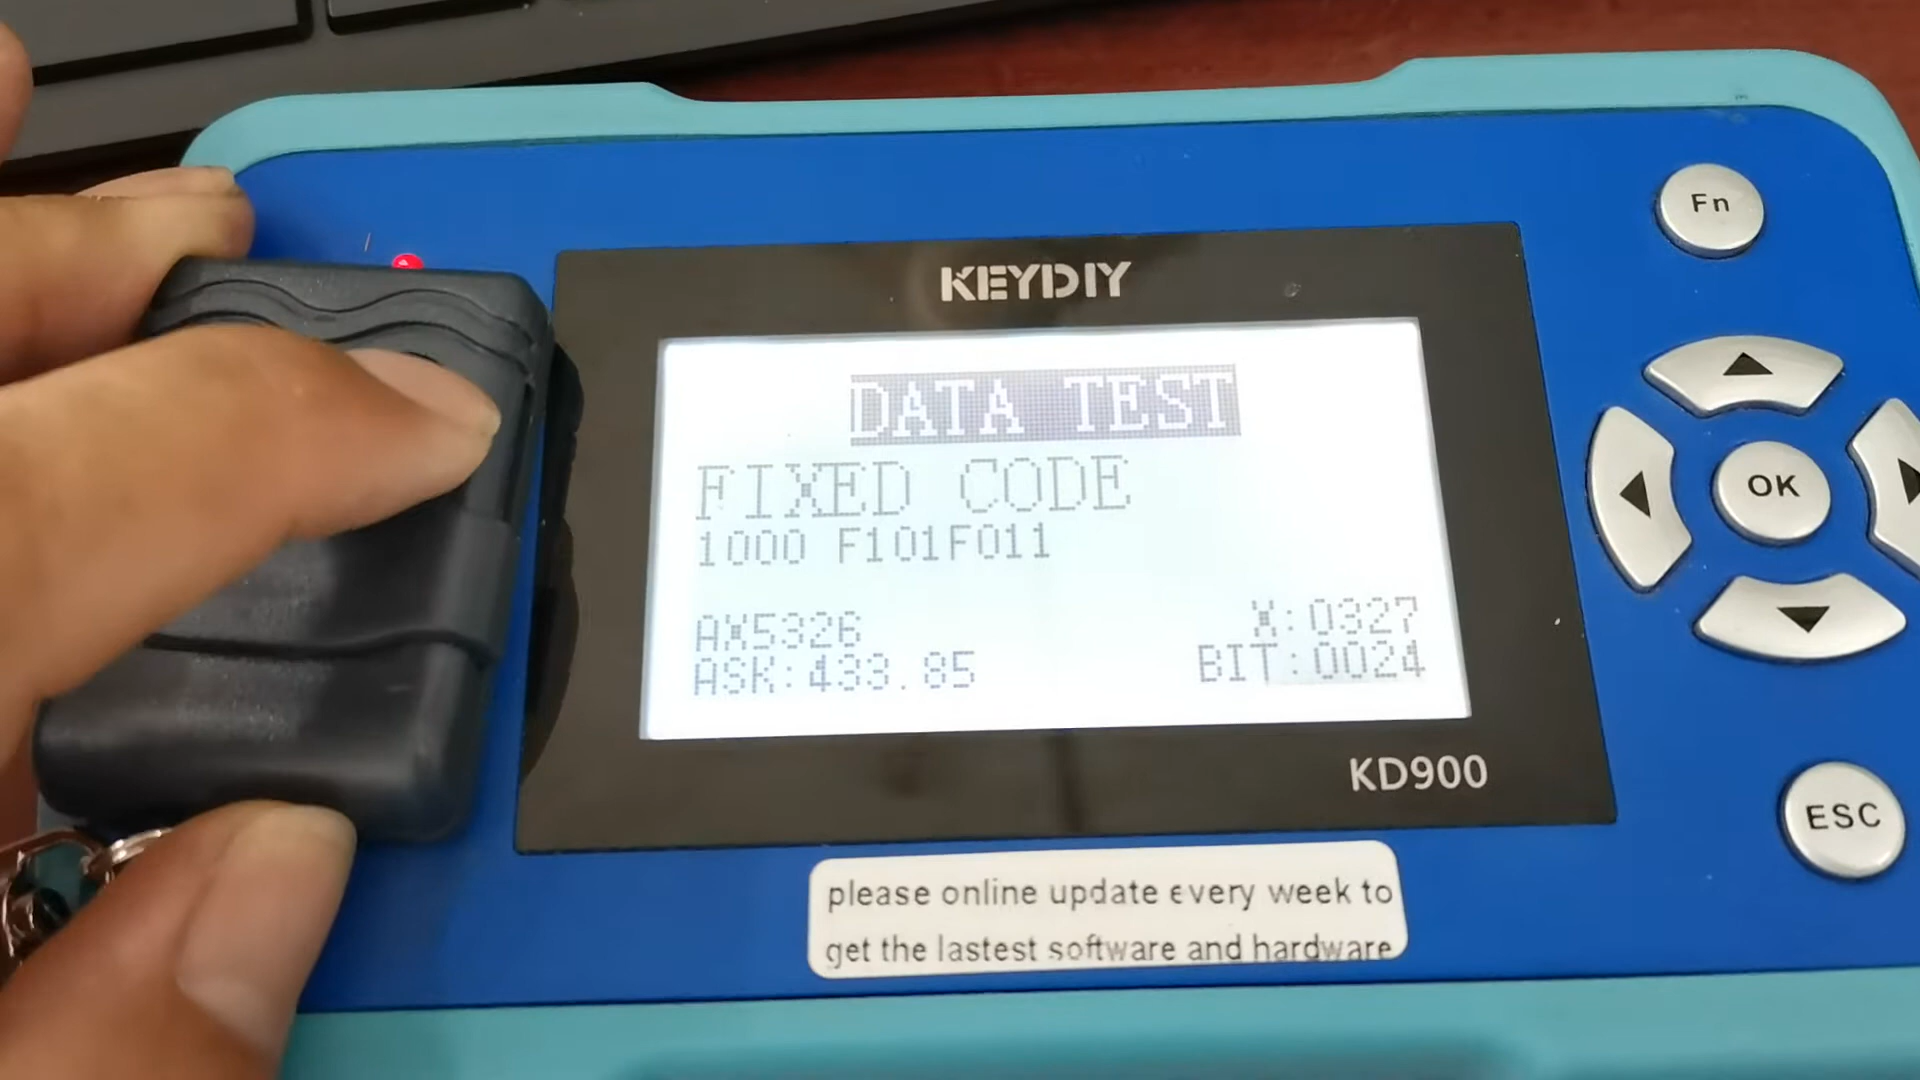 KEYDIY
DATA TEST
FIXED CODE
1000 F101F011
AX5326 X:0327
ASK:433.85 BIT:0024
KD900
please online update every week to
get the lastest software and hardware
Fn
OK
ESC